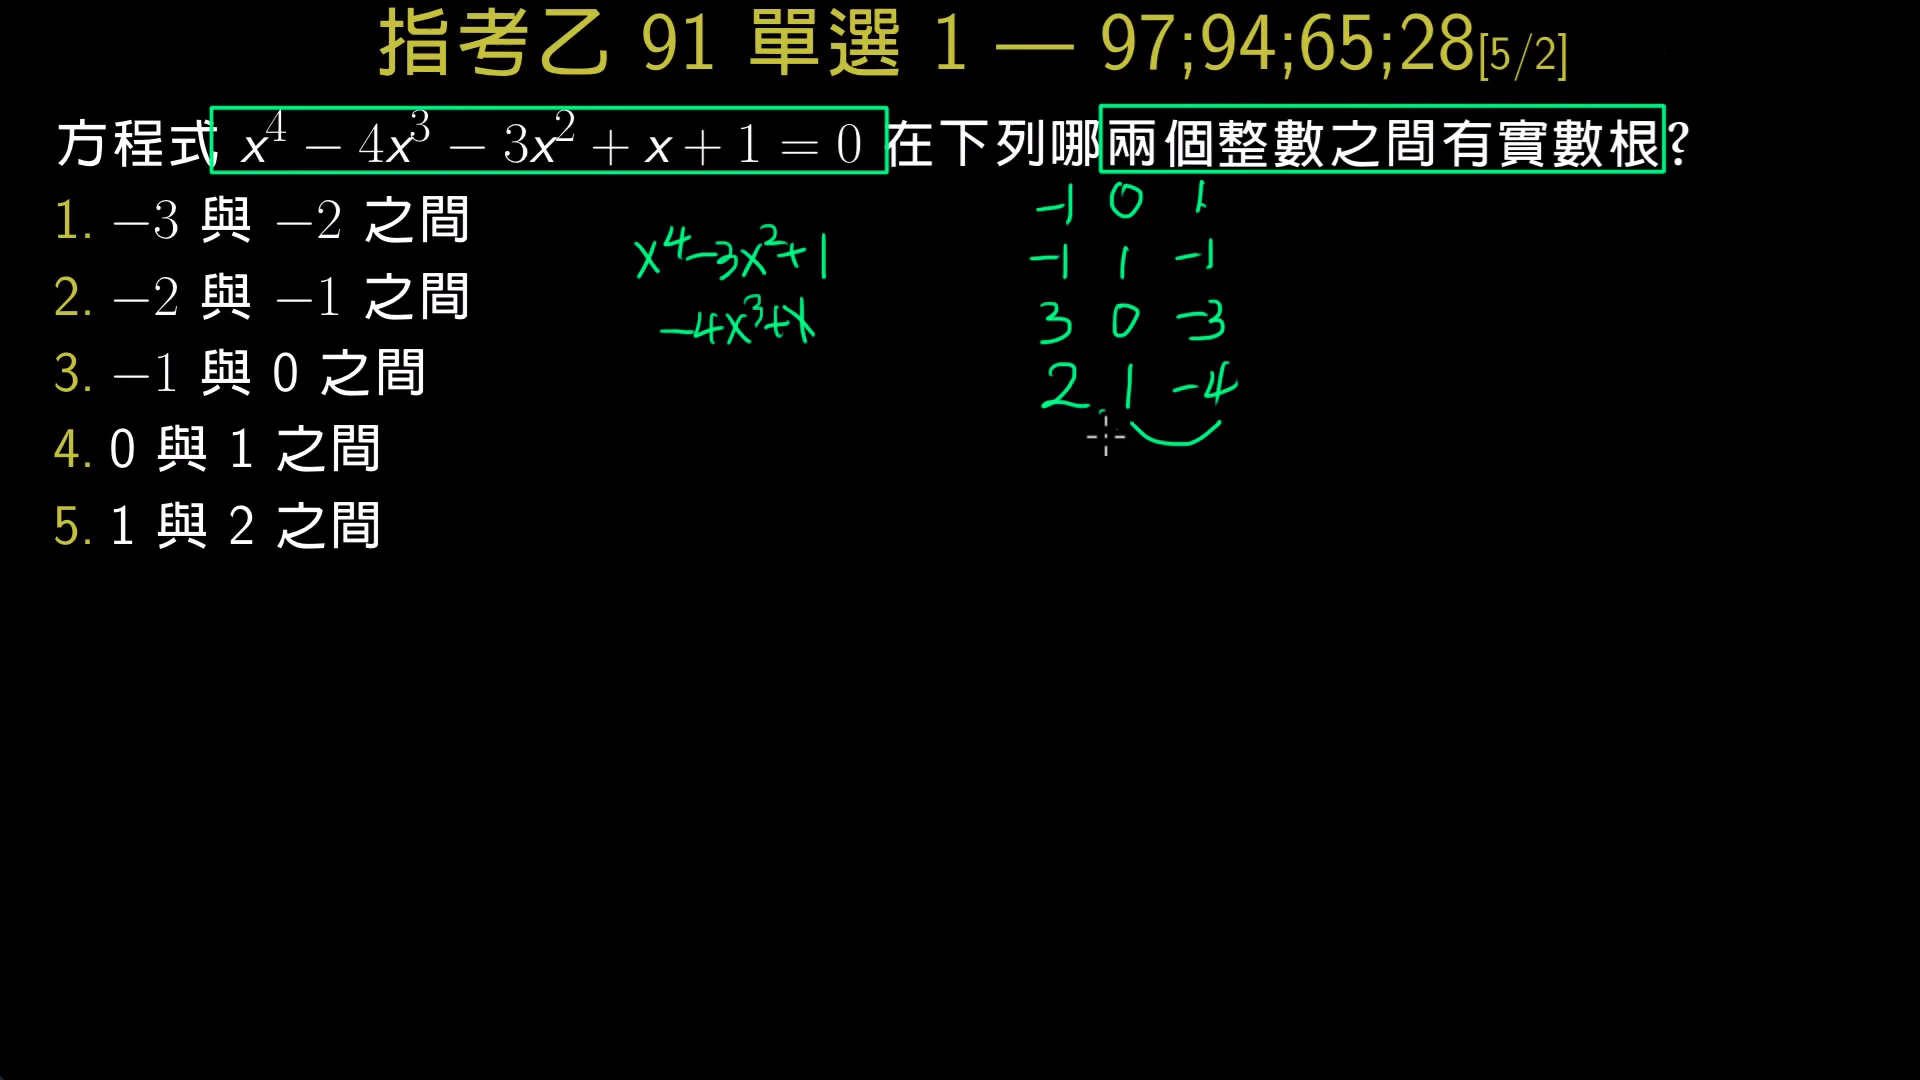 指考乙 91 單選 1 — 97;94;65;28[5/2]
方程式 x⁴ − 4x³ − 3x² + x + 1 = 0 在下列哪兩個整數之間有實數根?
1. −3 與 −2 之間
2. −2 與 −1 之間
3. −1 與 0 之間
4. 0 與 1 之間
5. 1 與 2 之間
x⁴−3x²+1
−4x³+x
−1 0 1
−1 1 −1
3 0 −3
2 1 −4